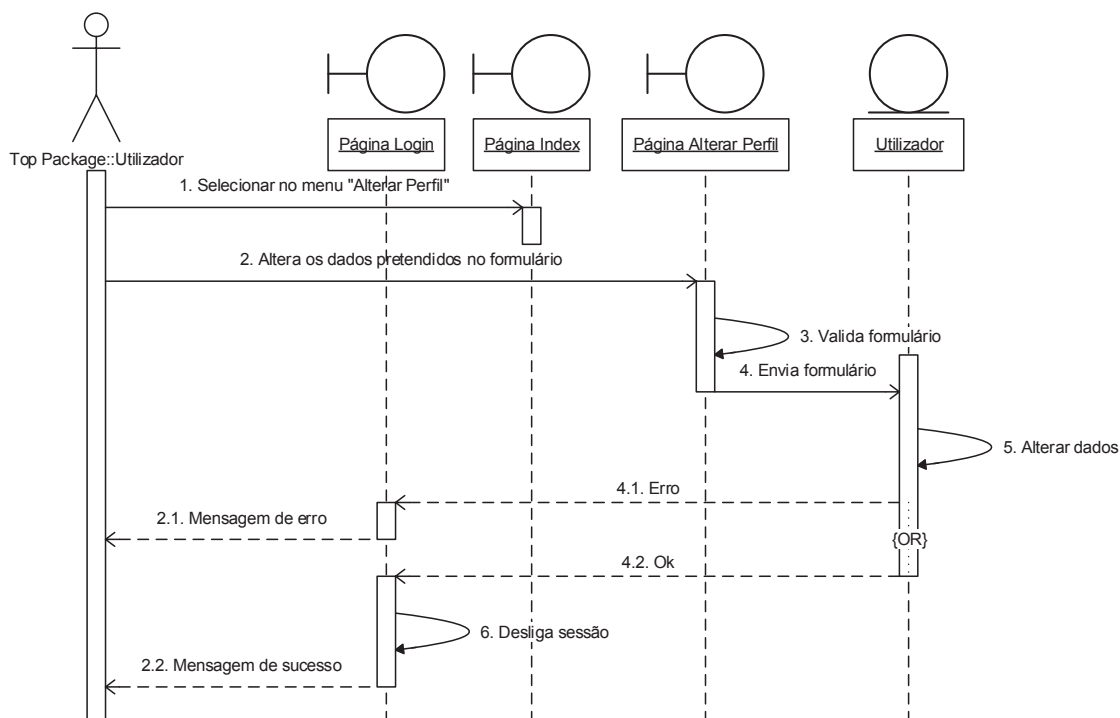 Top Package::Utilizador
Página Login
Página Index
Página Alterar Perfil
Utilizador
1. Selecionar no menu "Alterar Perfil"
2. Altera os dados pretendidos no formulário
3. Valida formulário
4. Envia formulário
5. Alterar dados
4.1. Erro
2.1. Mensagem de erro
{OR}
4.2. Ok
6. Desliga sessão
2.2. Mensagem de sucesso